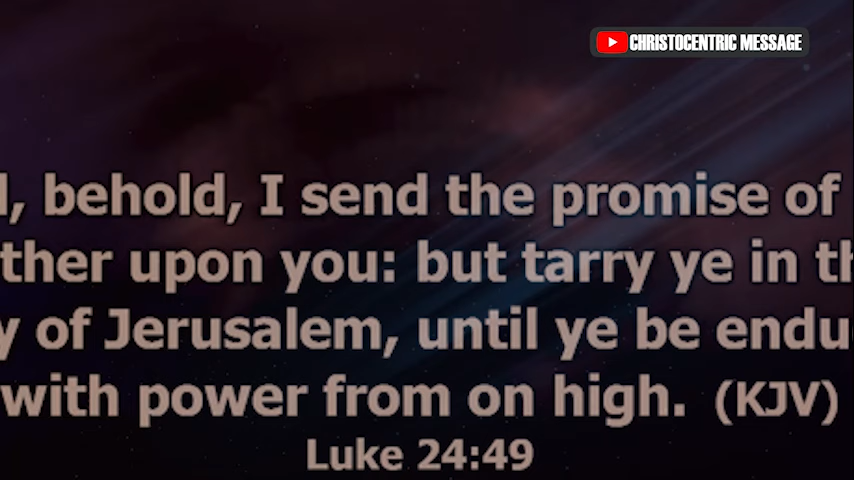 CHRISTOCENTRIC MESSAGE
, behold, I send the promise of
ther upon you: but tarry ye in th
y of Jerusalem, until ye be endu
with power from on high. (KJV)
Luke 24:49